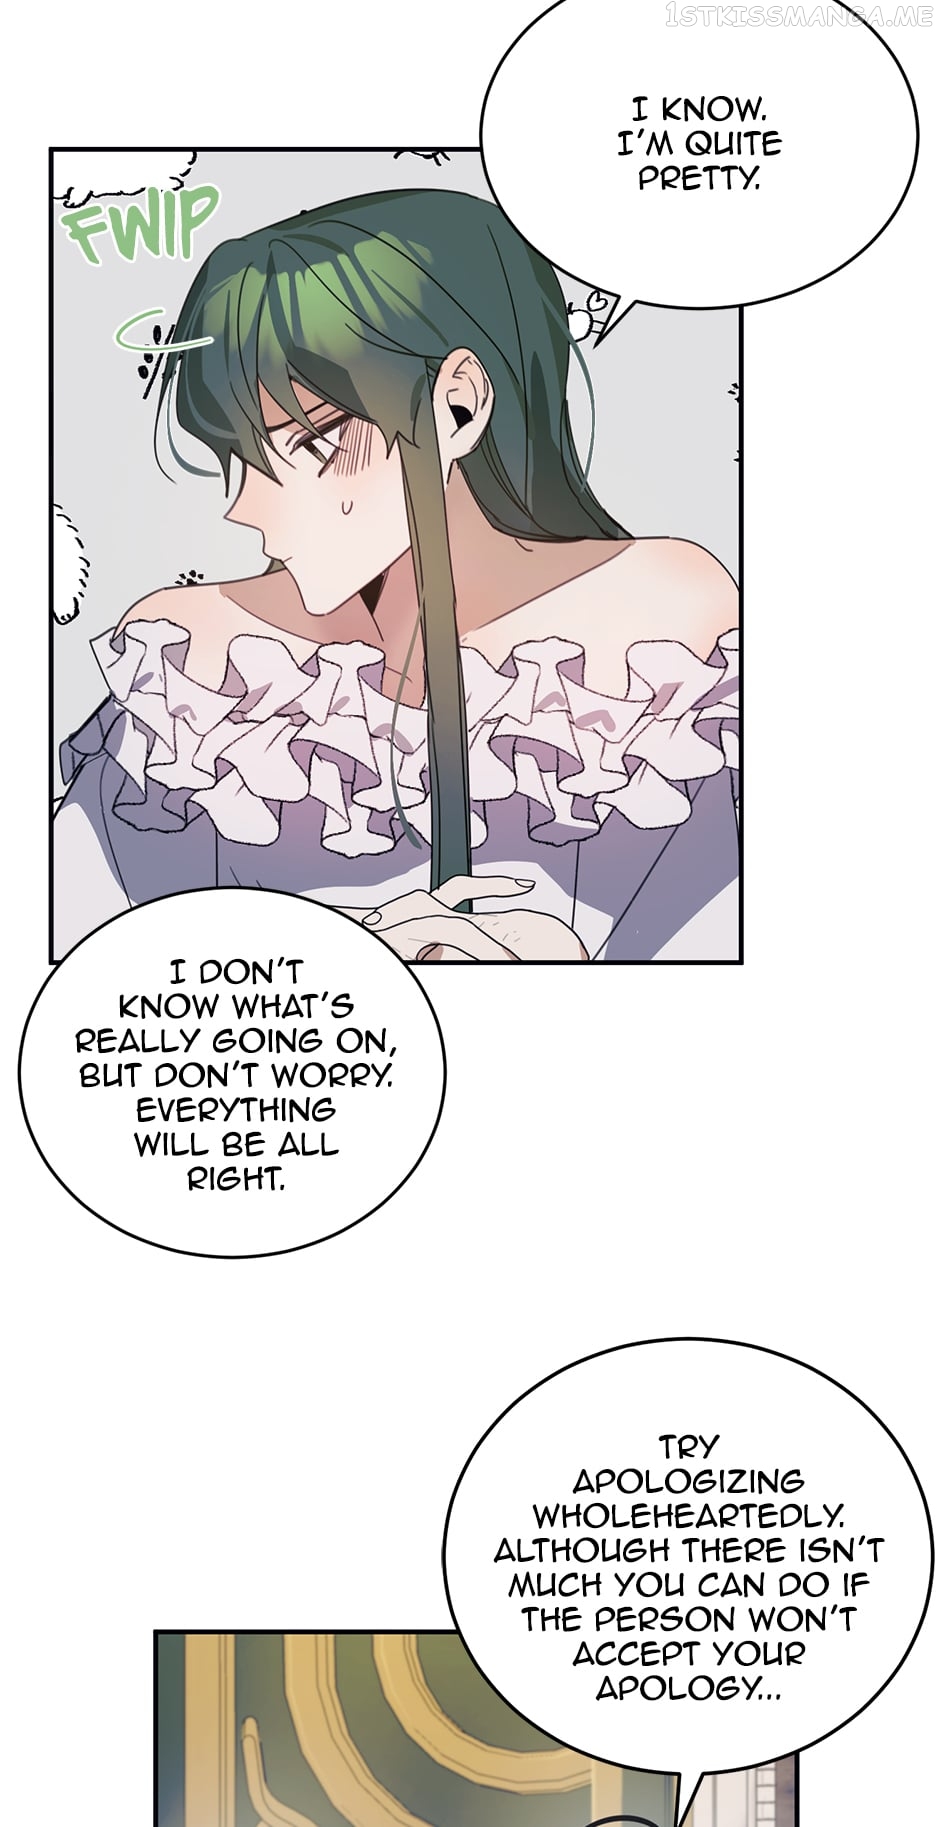 1STKISSMANGA.ME
I KNOW.
I'M QUITE
PRETTY.
FWIP
I DON'T
KNOW WHAT'S
REALLY GOING ON,
BUT DON'T WORRY.
EVERYTHING
WILL BE ALL
RIGHT.
TRY
APOLOGIZING
WHOLEHEARTEDLY.
ALTHOUGH THERE ISN'T
MUCH YOU CAN DO IF
THE PERSON WON'T
ACCEPT YOUR
APOLOGY...